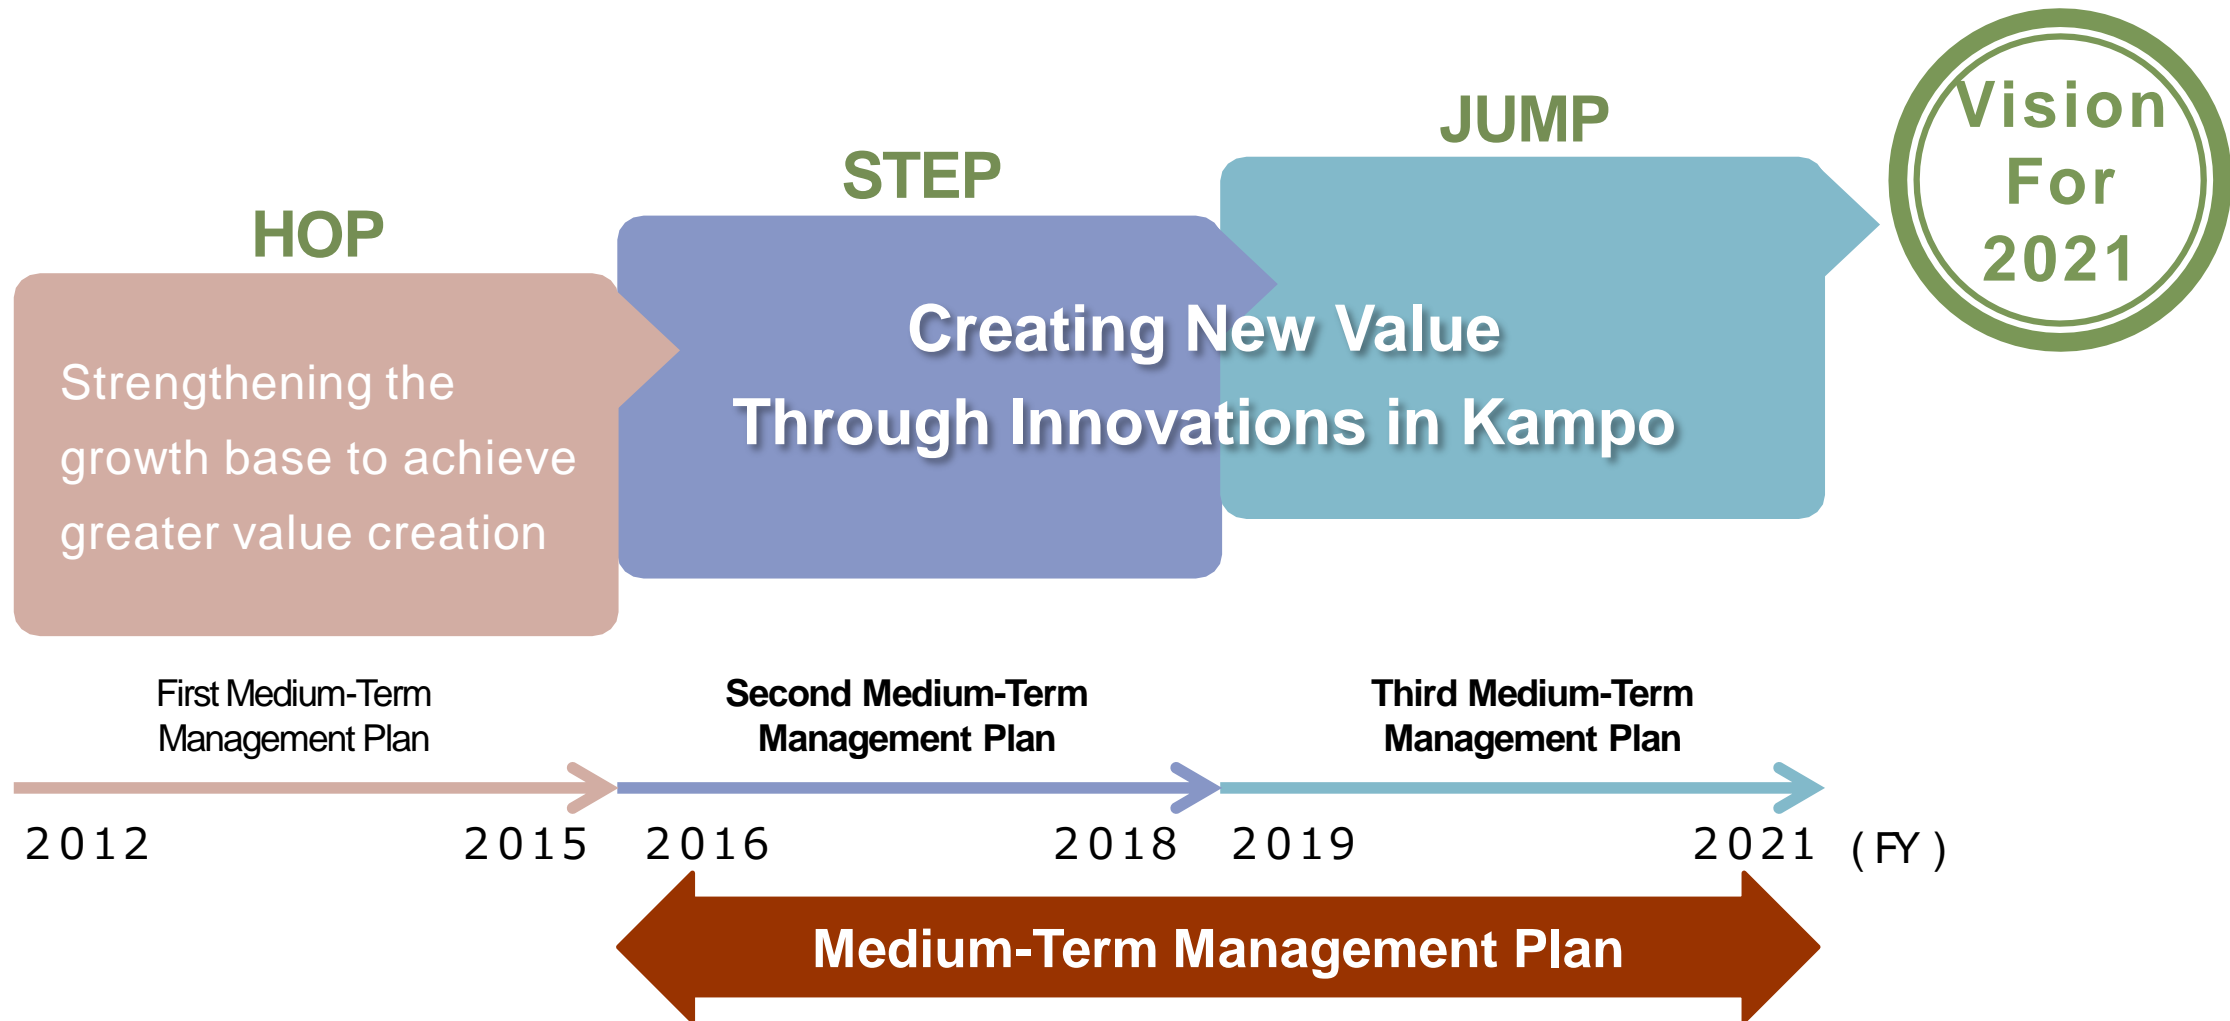 HOP
STEP
JUMP
Vision
For
2021
Strengthening the
growth base to achieve
greater value creation
Creating New Value
Through Innovations in Kampo
First Medium-Term
Management Plan
Second Medium-Term
Management Plan
Third Medium-Term
Management Plan
2012 2015 2016 2018 2019 2021 (FY)
Medium-Term Management Plan